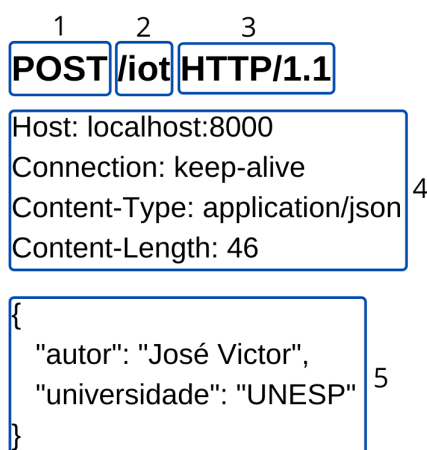 1 2 3
POST /iot HTTP/1.1
Host: localhost:8000
Connection: keep-alive
Content-Type: application/json
Content-Length: 46
4
{
"autor": "José Victor",
"universidade": "UNESP"
}
5